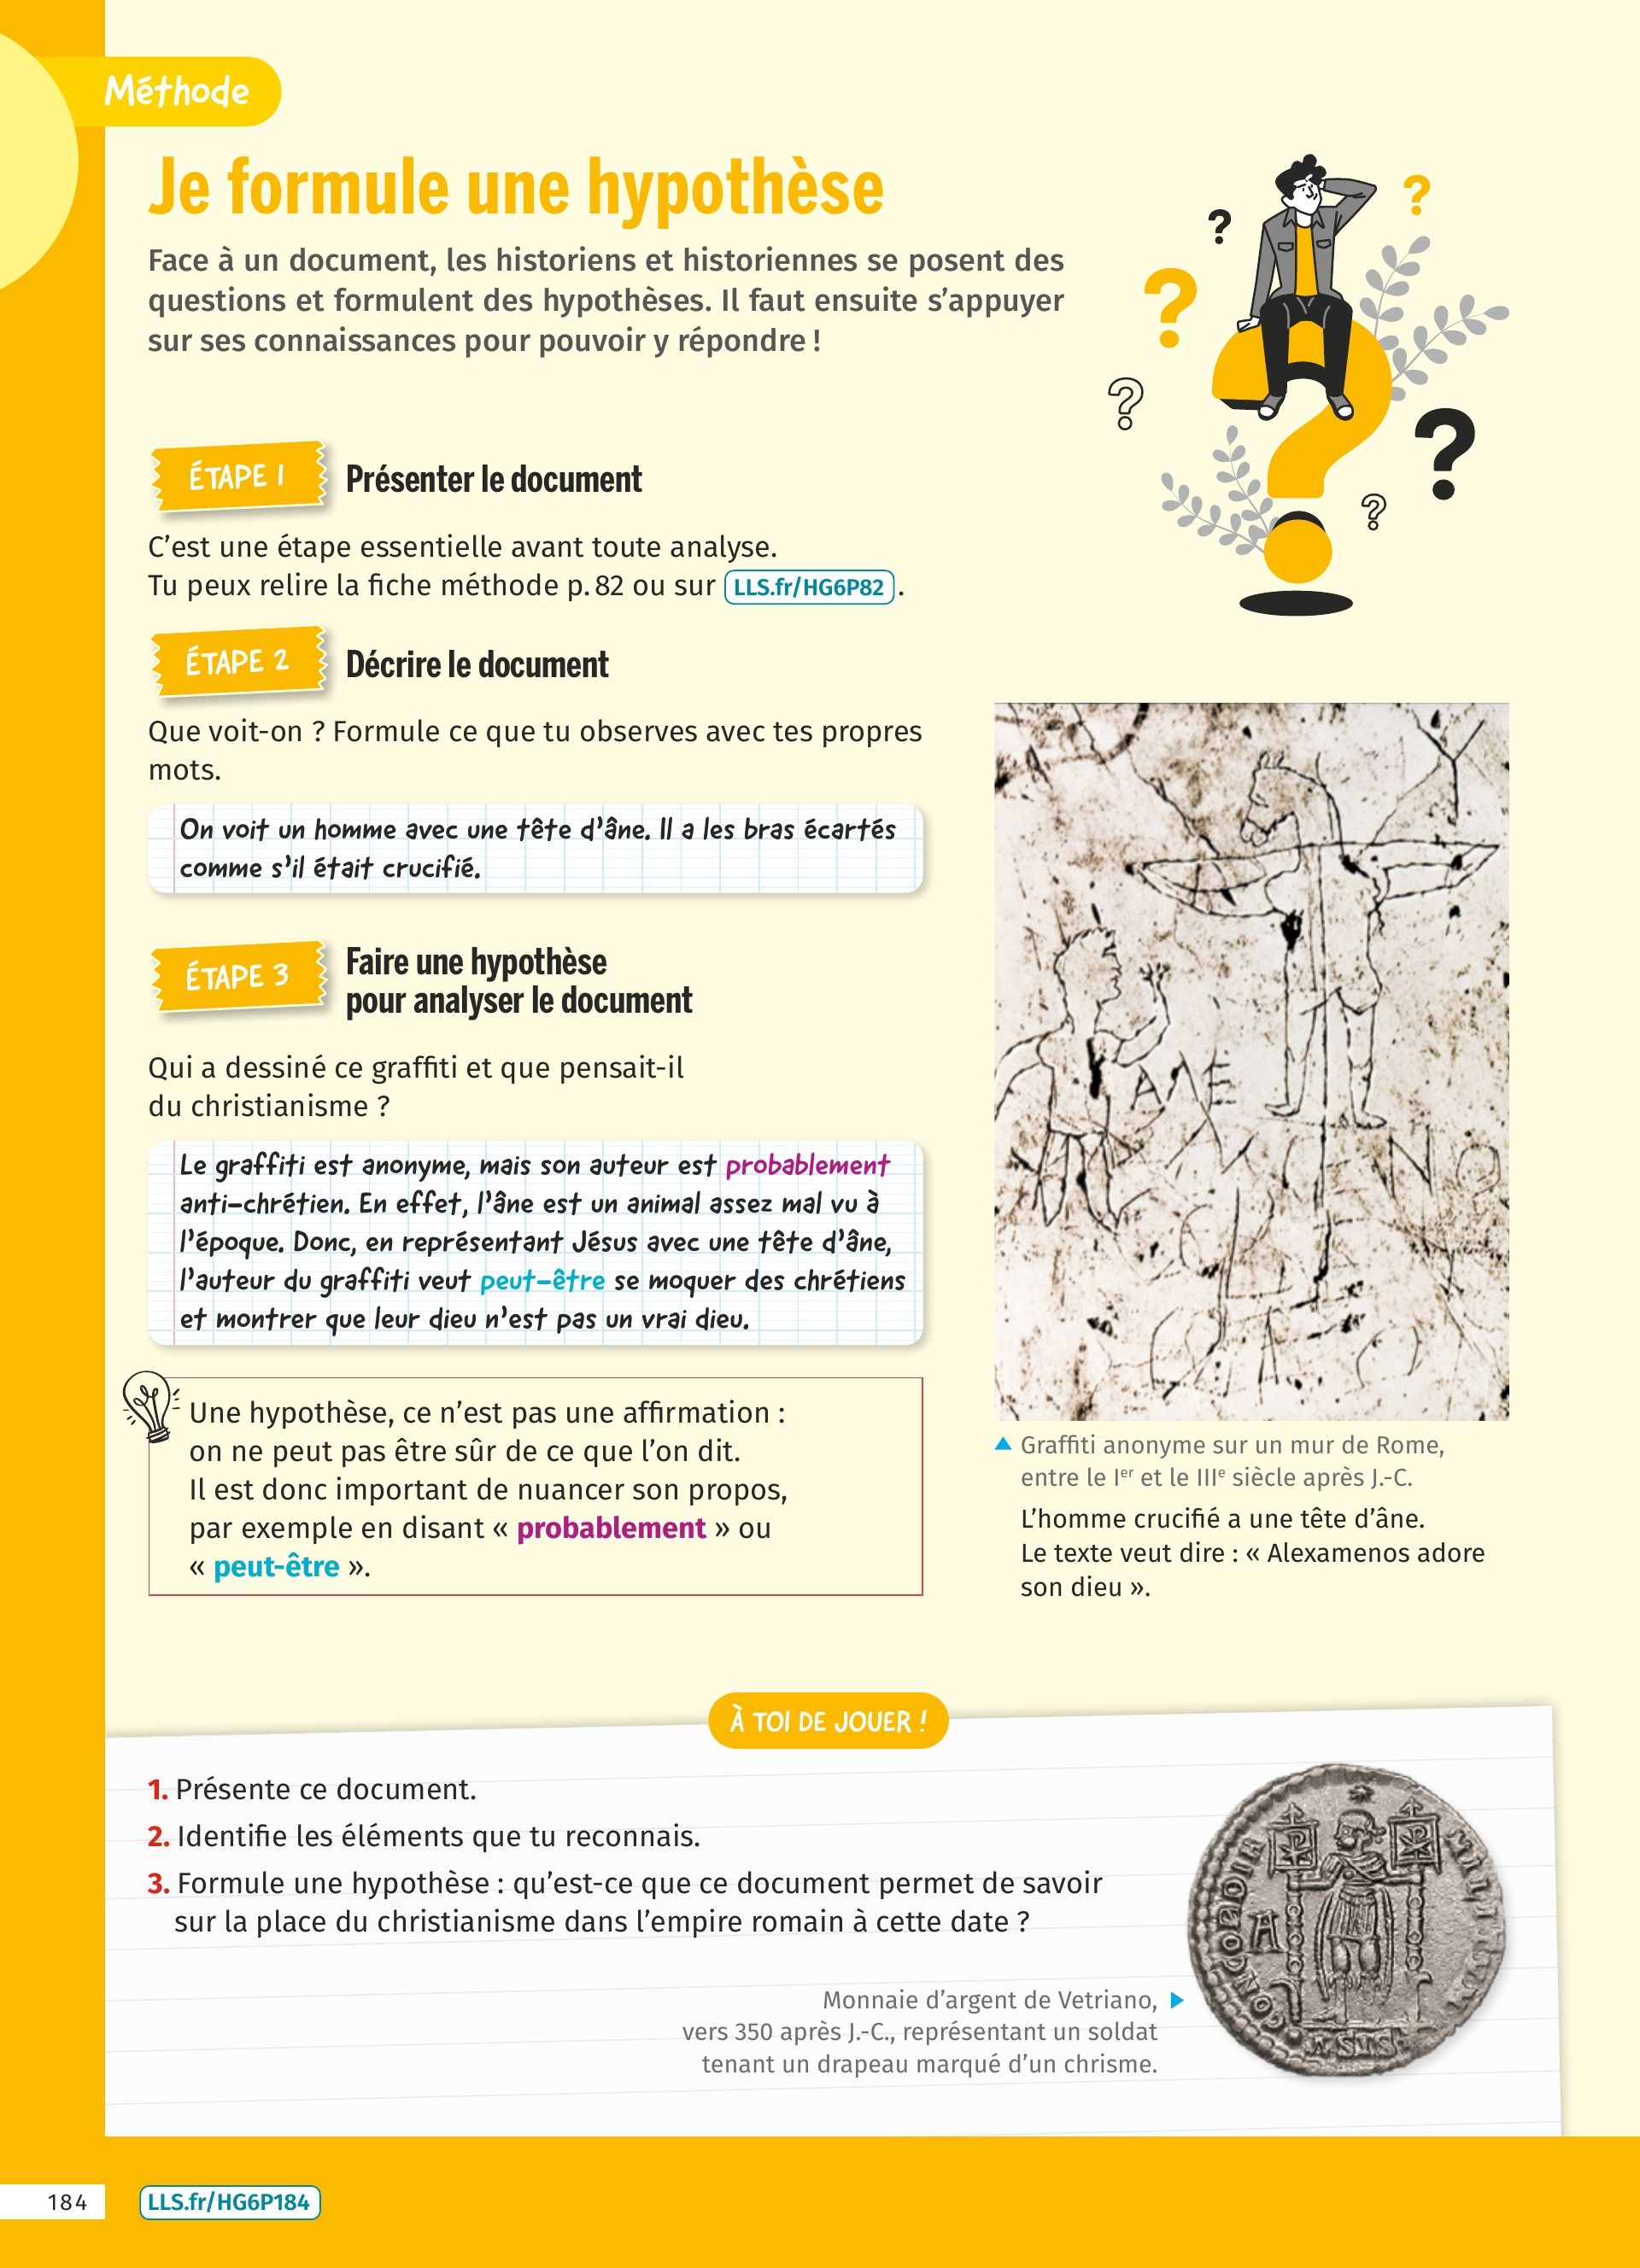 Méthode
Je formule une hypothèse
Face à un document, les historiens et historiennes se posent des
questions et formulent des hypothèses. Il faut ensuite s’appuyer
sur ses connaissances pour pouvoir y répondre !
ÉTAPE 1 Présenter le document
C’est une étape essentielle avant toute analyse.
Tu peux relire la fiche méthode p. 82 ou sur LLS.fr/HG6P82 .
ÉTAPE 2 Décrire le document
Que voit-on ? Formule ce que tu observes avec tes propres
mots.
On voit un homme avec une tête d’âne. Il a les bras écartés
comme s’il était crucifié.
ÉTAPE 3 Faire une hypothèse
pour analyser le document
Qui a dessiné ce graffiti et que pensait-il
du christianisme ?
Le graffiti est anonyme, mais son auteur est probablement
anti-chrétien. En effet, l’âne est un animal assez mal vu à
l’époque. Donc, en représentant Jésus avec une tête d’âne,
l’auteur du graffiti veut peut-être se moquer des chrétiens
et montrer que leur dieu n’est pas un vrai dieu.
Une hypothèse, ce n’est pas une affirmation :
on ne peut pas être sûr de ce que l’on dit.
Il est donc important de nuancer son propos,
par exemple en disant « probablement » ou
« peut-être ».
Graffiti anonyme sur un mur de Rome,
entre le Ier et le IIIe siècle après J.-C.
L’homme crucifié a une tête d’âne.
Le texte veut dire : « Alexamenos adore
son dieu ».
À TOI DE JOUER !
1. Présente ce document.
2. Identifie les éléments que tu reconnais.
3. Formule une hypothèse : qu’est-ce que ce document permet de savoir
sur la place du christianisme dans l’empire romain à cette date ?
Monnaie d’argent de Vetriano,
vers 350 après J.-C., représentant un soldat
tenant un drapeau marqué d’un chrisme.
CONCORDIA
A
184
LLS.fr/HG6P184